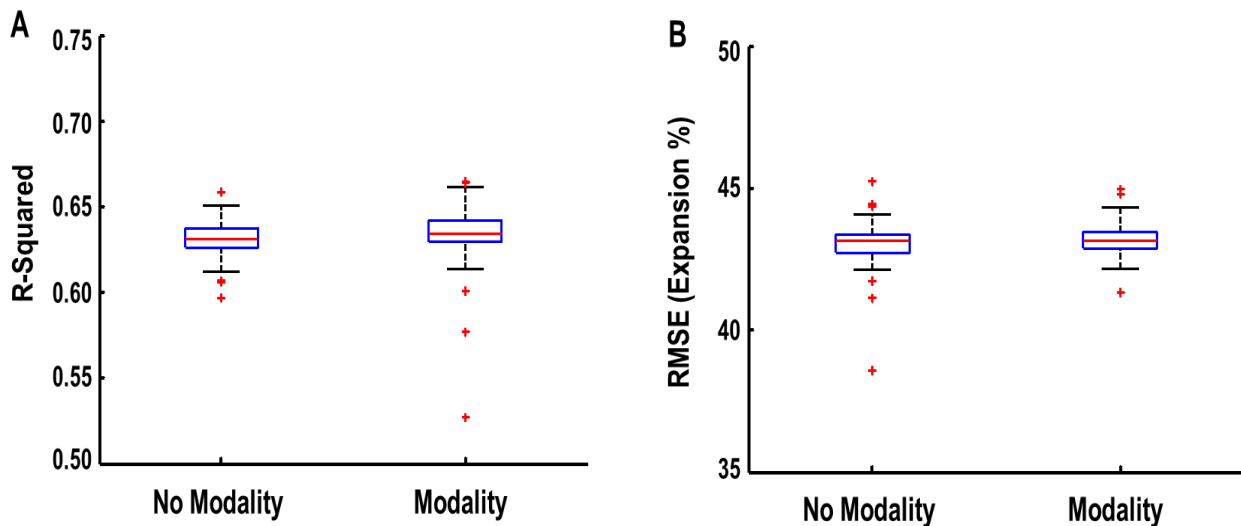 A
0.75
0.70
0.65
0.60
0.55
0.50
R-Squared
No Modality
Modality
B
50
45
40
35
RMSE (Expansion %)
No Modality
Modality